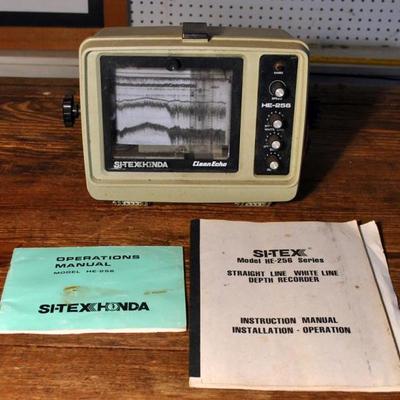 HE-256
SI-TEX HONDA
Clean Echo
OPERATIONS
MANUAL
MODEL HE-256
SI-TEX HONDA
SI-TEX
Model HE-256 Series
STRAIGHT LINE WHITE LINE
DEPTH RECORDER
INSTRUCTION MANUAL
INSTALLATION - OPERATION